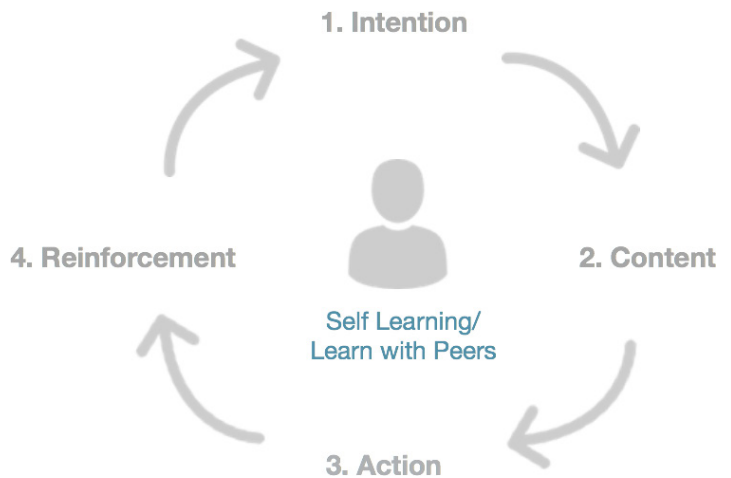 1. Intention
2. Content
3. Action
4. Reinforcement
Self Learning/
Learn with Peers